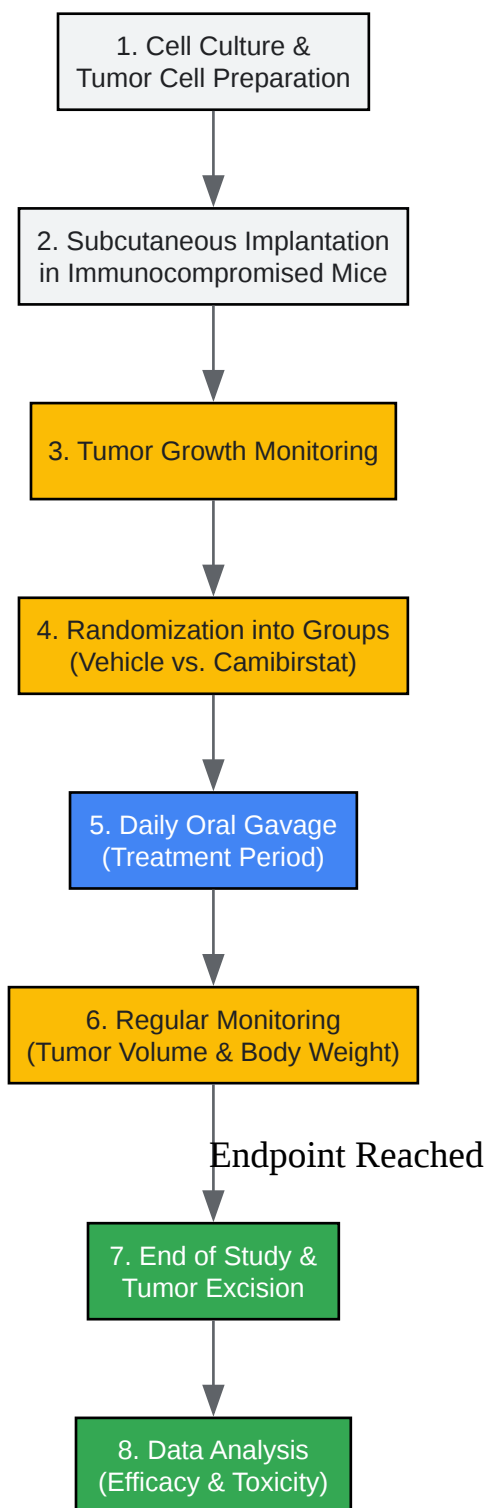 1. Cell Culture &
Tumor Cell Preparation
2. Subcutaneous Implantation
in Immunocompromised Mice
3. Tumor Growth Monitoring
4. Randomization into Groups
(Vehicle vs. Camibirstat)
5. Daily Oral Gavage
(Treatment Period)
6. Regular Monitoring
(Tumor Volume & Body Weight)
Endpoint Reached
7. End of Study &
Tumor Excision
8. Data Analysis
(Efficacy & Toxicity)